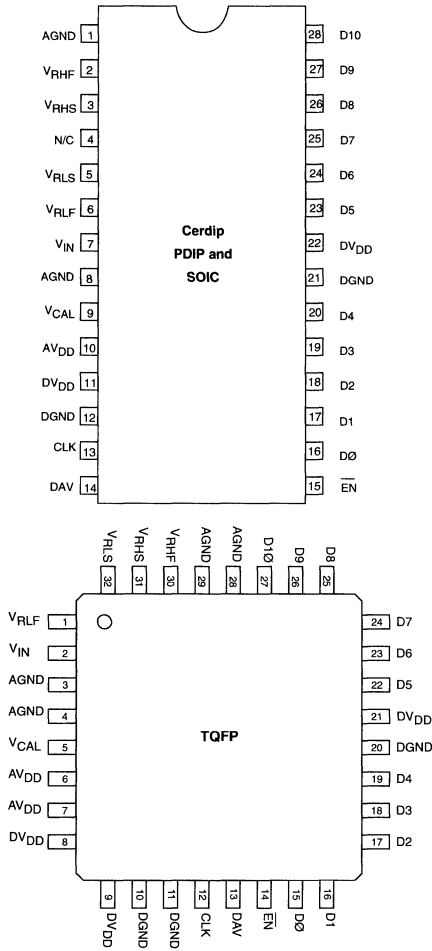 AGND 1 28 D10
VRHF 2 27 D9
VRHS 3 26 D8
N/C 4 25 D7
VRLS 5 24 D6
VRLF 6 23 D5
Cerdip
PDIP and
SOIC
VIN 7 22 DVDD
AGND 8 21 DGND
VCAL 9 20 D4
AVDD 10 19 D3
DVDD 11 18 D2
DGND 12 17 D1
CLK 13 16 DØ
DAV 14 15 EN
VRLS VRHS VRHF AGND AGND D1Ø D9 D8
32 31 30 29 28 27 26 25
VRLF 1 24 D7
VIN 2 23 D6
AGND 3 22 D5
AGND 4 21 DVDD
TQFP
VCAL 5 20 DGND
AVDD 6 19 D4
AVDD 7 18 D3
DVDD 8 17 D2
9 10 11 12 13 14 15 16
DVDD DGND DGND CLK DAV EN DØ D1